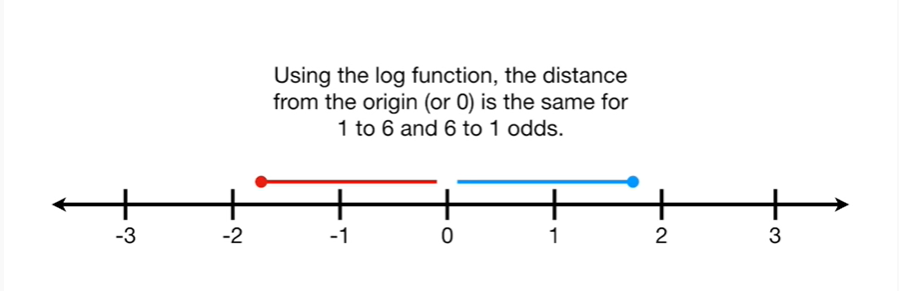 Using the log function, the distance
from the origin (or 0) is the same for
1 to 6 and 6 to 1 odds.
-3 -2 -1 0 1 2 3